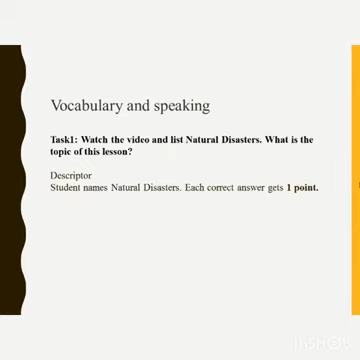 Vocabulary and speaking
Task1: Watch the video and list Natural Disasters. What is the
topic of this lesson?
Descriptor
Student names Natural Disasters. Each correct answer gets 1 point.